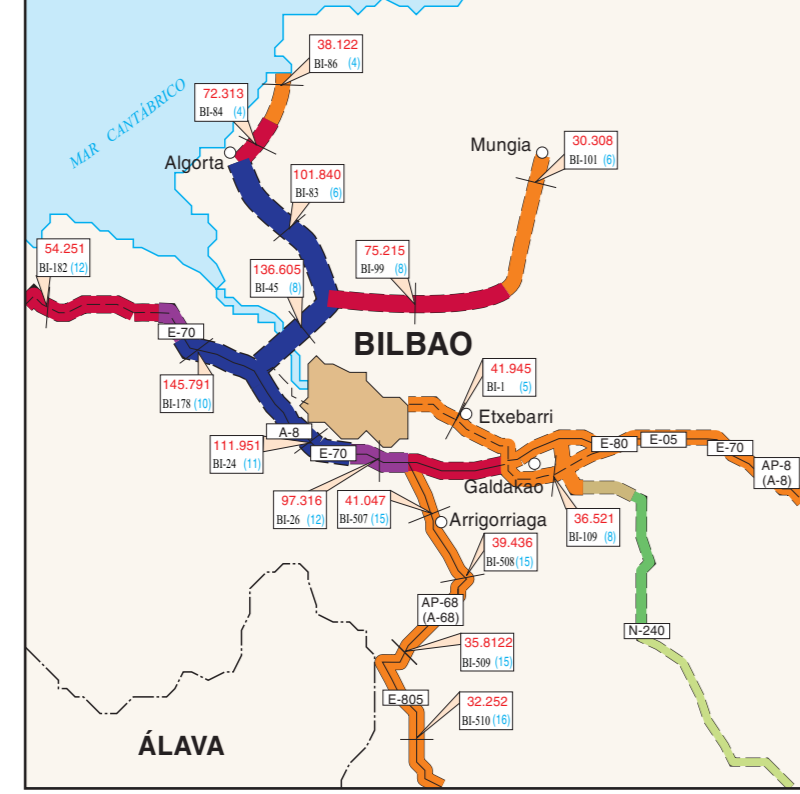 38.122
BI-86 (4)
72.313
BI-84 (4)
MAR CANTÁBRICO
Algorta
Mungia
30.308
BI-101 (6)
101.840
BI-83 (6)
54.251
BI-182 (12)
75.215
BI-99 (8)
136.605
BI-45 (8)
E-70
BILBAO
145.791
BI-178 (10)
41.945
BI-1 (5)
Etxebarri
A-8
111.951
BI-24 (11)
E-70
E-80
E-05
E-70
AP-8
(A-8)
Galdakao
97.316
BI-26 (12)
41.047
BI-507 (15)
Arrigorriaga
36.521
BI-109 (8)
39.436
BI-508 (15)
AP-68
(A-68)
N-240
35.8122
BI-509 (15)
E-805
32.252
BI-510 (16)
ÁLAVA